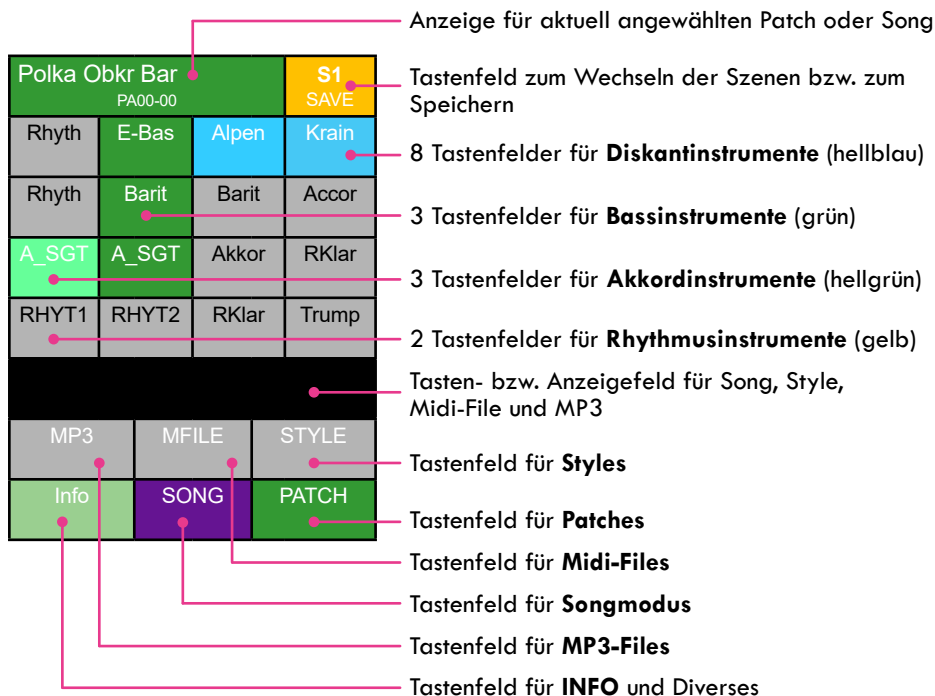 Anzeige für aktuell angewählten Patch oder Song
Polka Obkr Bar
PA00-00
S1
SAVE
Tastenfeld zum Wechseln der Szenen bzw. zum
Speichern
Rhyth E-Bas Alpen Krain
8 Tastenfelder für Diskantinstrumente (hellblau)
Rhyth Barit Barit Accor
3 Tastenfelder für Bassinstrumente (grün)
A_SGT A_SGT Akkor RKlar
3 Tastenfelder für Akkordinstrumente (hellgrün)
RHYT1 RHYT2 RKlar Trump
2 Tastenfelder für Rhythmusinstrumente (gelb)
Tasten- bzw. Anzeigefeld für Song, Style,
Midi-File und MP3
MP3 MFILE STYLE
Tastenfeld für Styles
Info SONG PATCH
Tastenfeld für Patches
Tastenfeld für Midi-Files
Tastenfeld für Songmodus
Tastenfeld für MP3-Files
Tastenfeld für INFO und Diverses